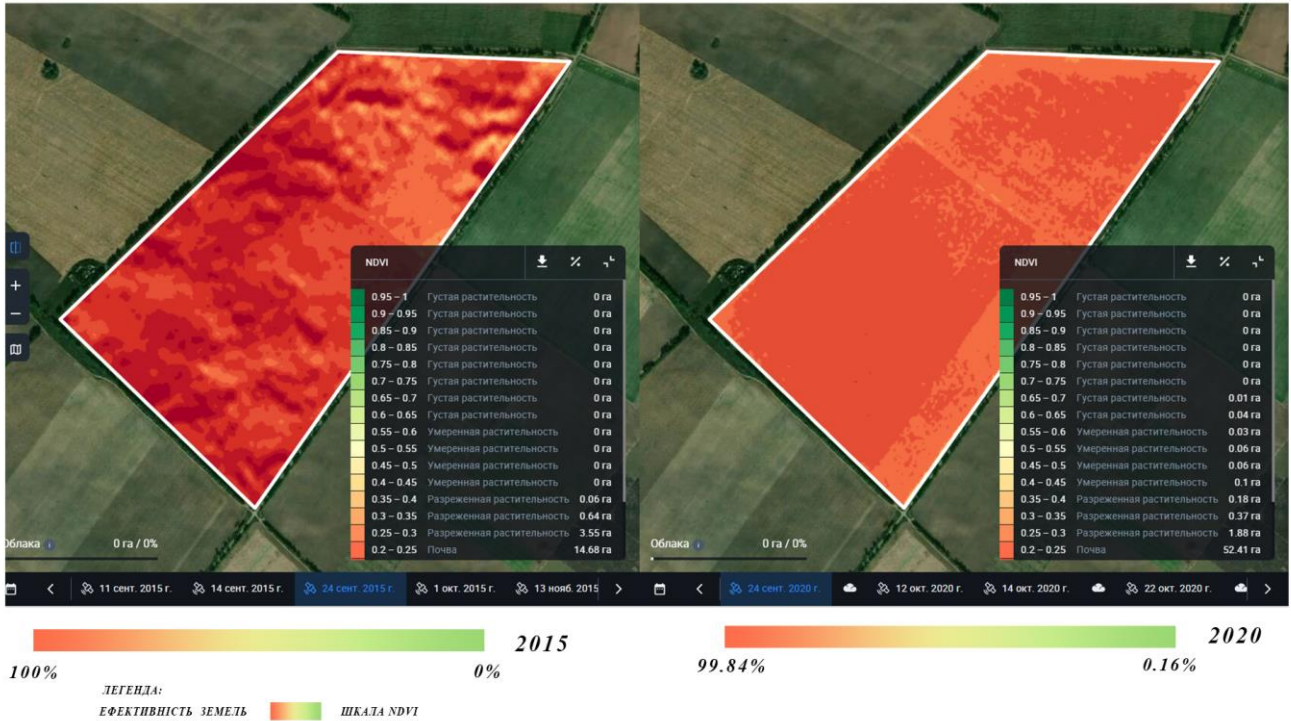 NDVI
0.95 – 1 Густая растительность 0 га
0.9 – 0.95 Густая растительность 0 га
0.85 – 0.9 Густая растительность 0 га
0.8 – 0.85 Густая растительность 0 га
0.75 – 0.8 Густая растительность 0 га
0.7 – 0.75 Густая растительность 0 га
0.65 – 0.7 Густая растительность 0 га
0.6 – 0.65 Густая растительность 0 га
0.55 – 0.6 Умеренная растительность 0 га
0.5 – 0.55 Умеренная растительность 0 га
0.45 – 0.5 Умеренная растительность 0 га
0.4 – 0.45 Умеренная растительность 0 га
0.35 – 0.4 Разреженная растительность 0.06 га
0.3 – 0.35 Разреженная растительность 0.64 га
0.25 – 0.3 Разреженная растительность 3.55 га
0.2 – 0.25 Почва 14.68 га
Облака 0 га / 0%
11 сент. 2015 г. 14 сент. 2015 г. 24 сент. 2015 г. 1 окт. 2015 г. 13 нояб. 2015
NDVI
0.95 – 1 Густая растительность 0 га
0.9 – 0.95 Густая растительность 0 га
0.85 – 0.9 Густая растительность 0 га
0.8 – 0.85 Густая растительность 0 га
0.75 – 0.8 Густая растительность 0 га
0.7 – 0.75 Густая растительность 0 га
0.65 – 0.7 Густая растительность 0.01 га
0.6 – 0.65 Густая растительность 0.04 га
0.55 – 0.6 Умеренная растительность 0.03 га
0.5 – 0.55 Умеренная растительность 0.06 га
0.45 – 0.5 Умеренная растительность 0.06 га
0.4 – 0.45 Умеренная растительность 0.1 га
0.35 – 0.4 Разреженная растительность 0.18 га
0.3 – 0.35 Разреженная растительность 0.37 га
0.25 – 0.3 Разреженная растительность 1.88 га
0.2 – 0.25 Почва 52.41 га
Облака 0 га / 0%
24 сент. 2020 г. 12 окт. 2020 г. 14 окт. 2020 г. 22 окт. 2020 г.
2015
100% 0%
2020
99.84% 0.16%
ЛЕГЕНДА:
ЕФЕКТИВНІСТЬ ЗЕМЕЛЬ ШКАЛА NDVI